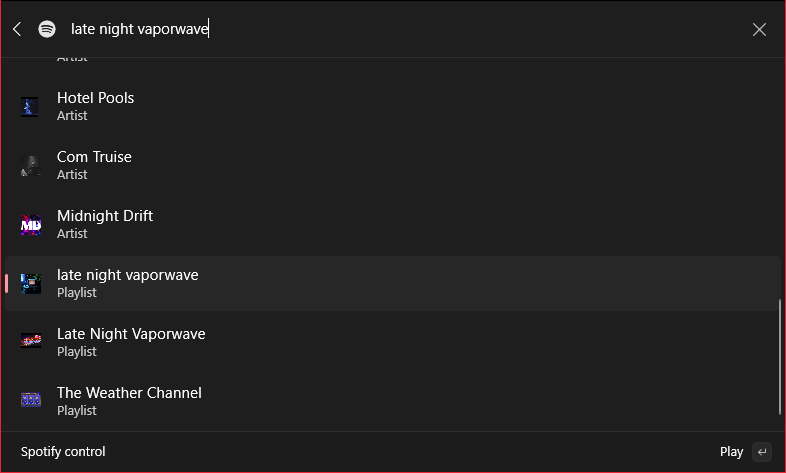 late night vaporwave
Artist
Hotel Pools
Artist
Com Truise
Artist
Midnight Drift
Artist
late night vaporwave
Playlist
Late Night Vaporwave
Playlist
The Weather Channel
Playlist
Spotify control
Play